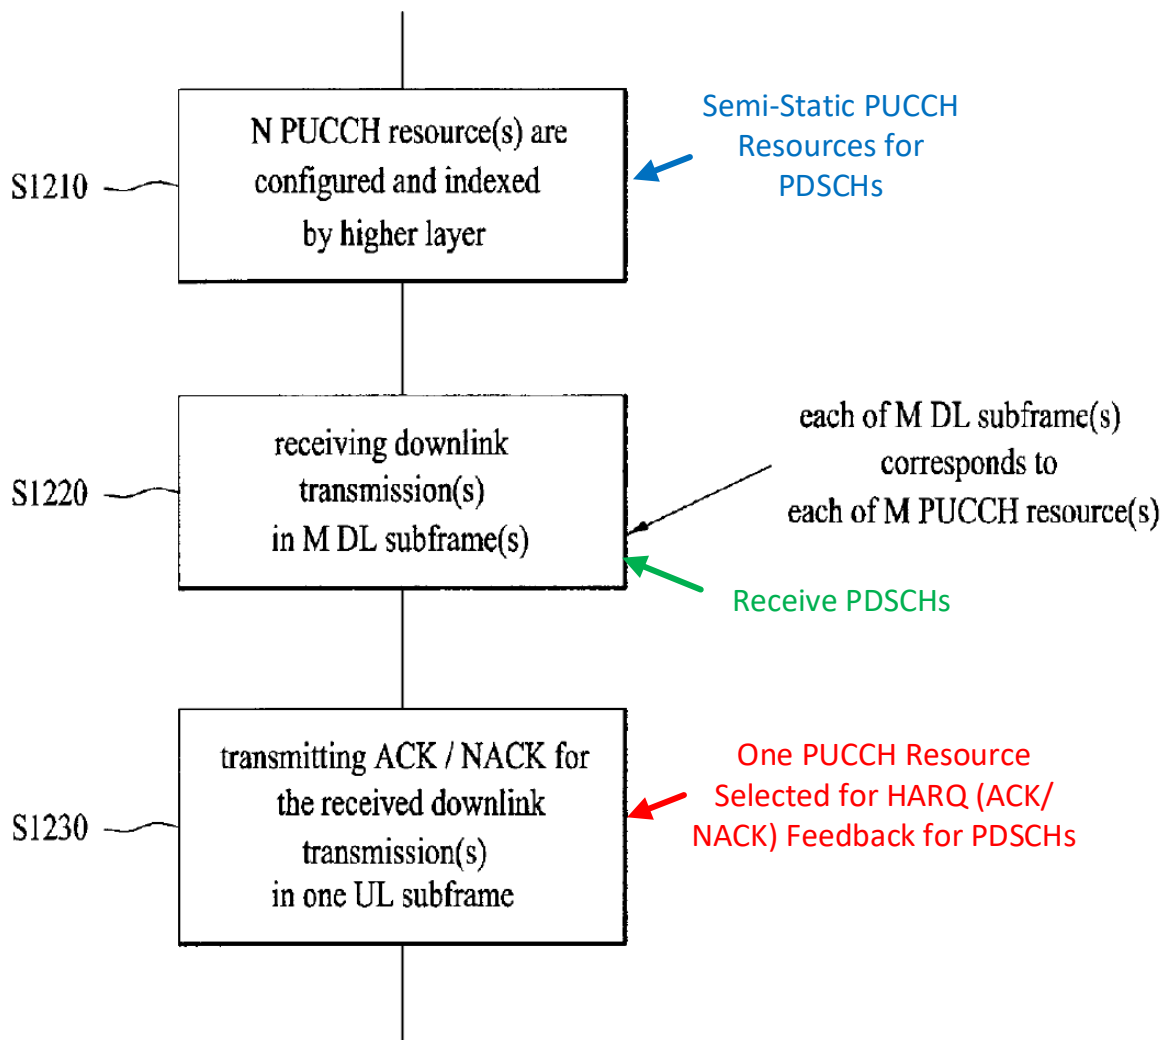 S1210
N PUCCH resource(s) are
configured and indexed
by higher layer
Semi-Static PUCCH
Resources for
PDSCHs
S1220
receiving downlink
transmission(s)
in M DL subframe(s)
each of M DL subframe(s)
corresponds to
each of M PUCCH resource(s)
Receive PDSCHs
S1230
transmitting ACK / NACK for
the received downlink
transmission(s)
in one UL subframe
One PUCCH Resource
Selected for HARQ (ACK/
NACK) Feedback for PDSCHs